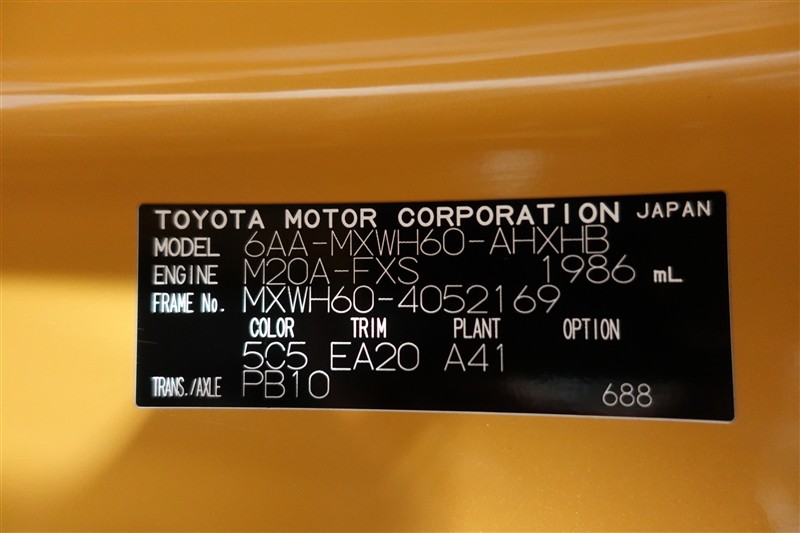 TOYOTA MOTOR CORPORATION JAPAN
MODEL 6AA-MXWH60-AHXHB
ENGINE M20A-FXS 1986 mL
FRAME No. MXWH60-4052169
COLOR TRIM PLANT OPTION
5C5 EA20 A41
TRANS./AXLE PB10 688